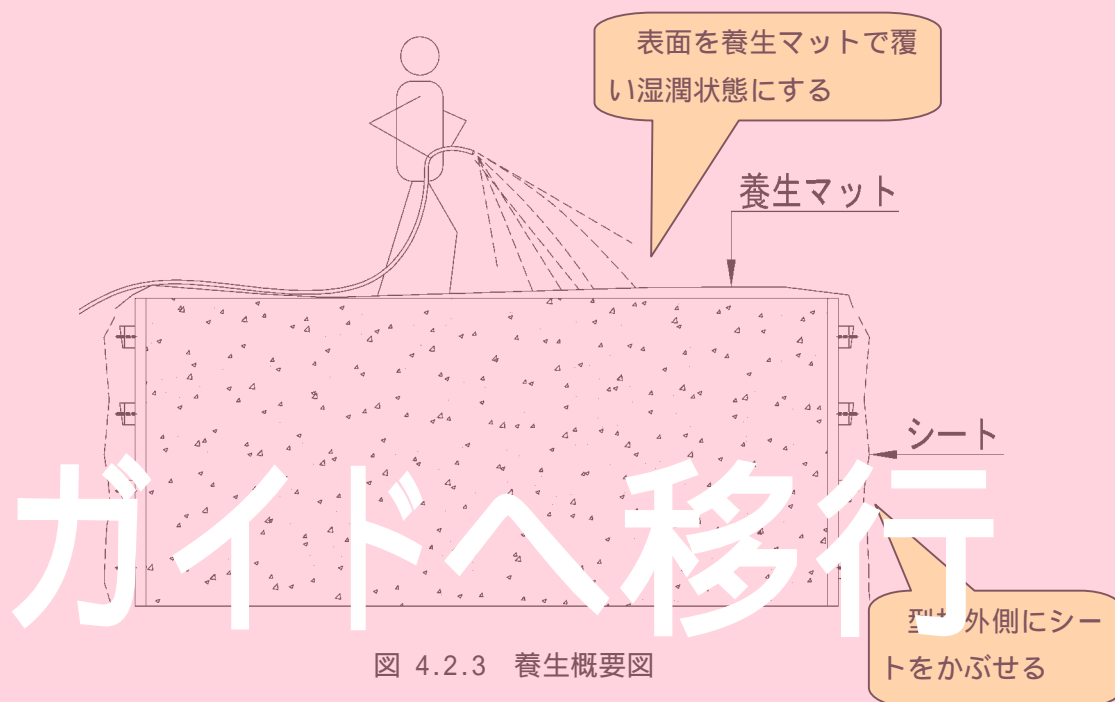 表面を養生マットで覆
い湿潤状態にする
養生マット
シート
ガイドへ移行
型枠外側にシー
トをかぶせる
図 4.2.3 養生概要図